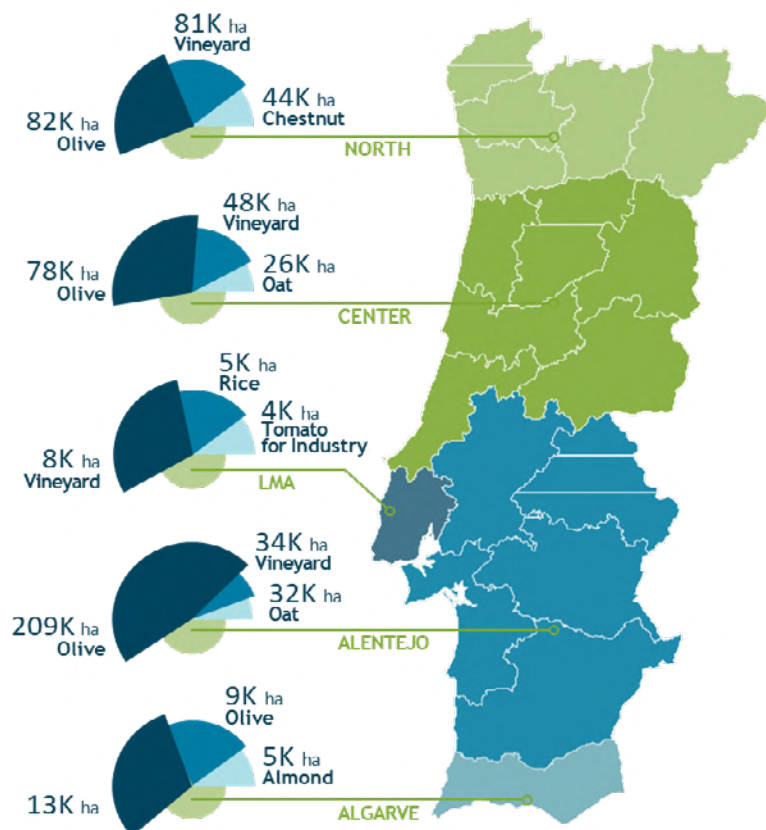 81K ha
Vineyard
44K ha
Chestnut
82K ha
Olive
NORTH
48K ha
Vineyard
26K ha
Oat
78K ha
Olive
CENTER
5K ha
Rice
4K ha
Tomato
for Industry
8K ha
Vineyard
LMA
34K ha
Vineyard
32K ha
Oat
209K ha
Olive
ALENTEJO
9K ha
Olive
5K ha
Almond
13K ha
ALGARVE